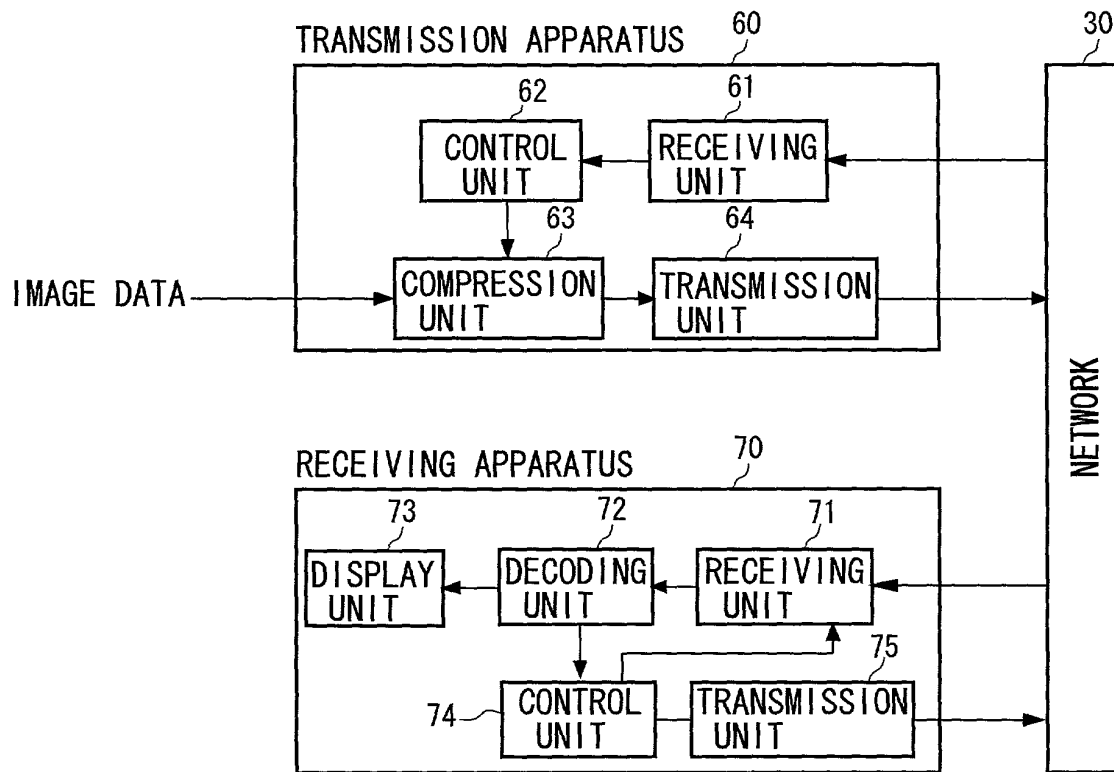 TRANSMISSION APPARATUS
60
30
62
61
CONTROL
UNIT
RECEIVING
UNIT
63
64
IMAGE DATA
COMPRESSION
UNIT
TRANSMISSION
UNIT
NETWORK
RECEIVING APPARATUS
70
73
72
71
DISPLAY
UNIT
DECODING
UNIT
RECEIVING
UNIT
75
74
CONTROL
UNIT
TRANSMISSION
UNIT